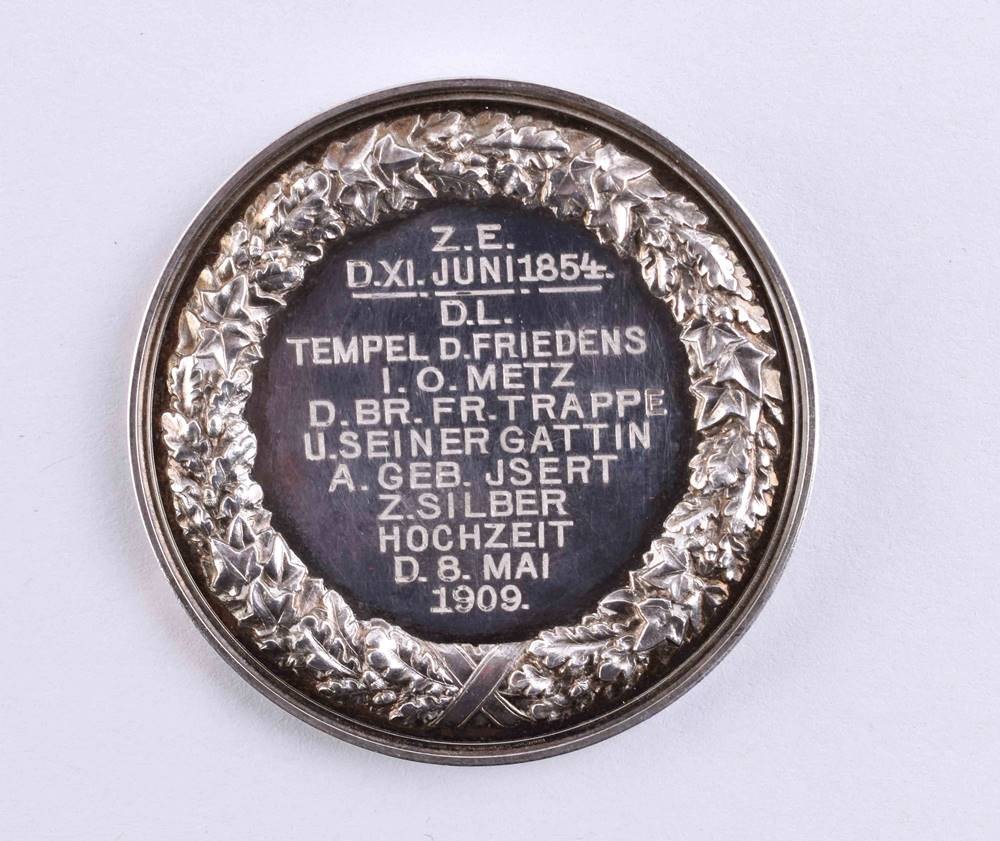 Z.E.
D.XI.JUNI 1854.
D.L.
TEMPEL D.FRIEDENS
I.O.METZ
D.BR.FR.TRAPPE
U.SEINER GATTIN
A.GEB. JSERT
Z.SILBER
HOCHZEIT
D.8.MAI
1909.